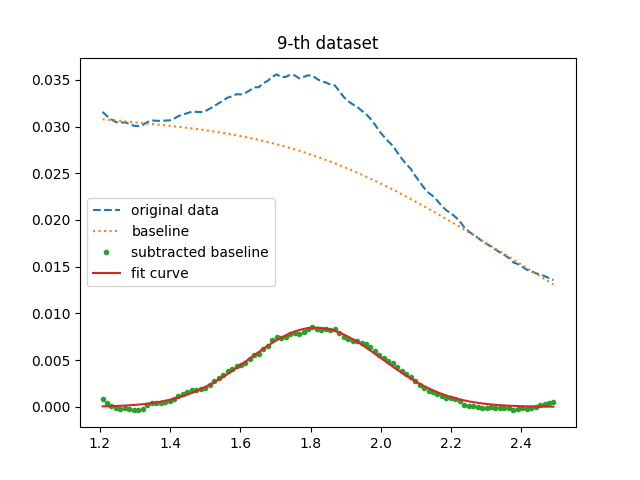 9-th dataset
0.035
0.030
0.025
0.020
0.015
0.010
0.005
0.000
original data
baseline
subtracted baseline
fit curve
1.2 1.4 1.6 1.8 2.0 2.2 2.4